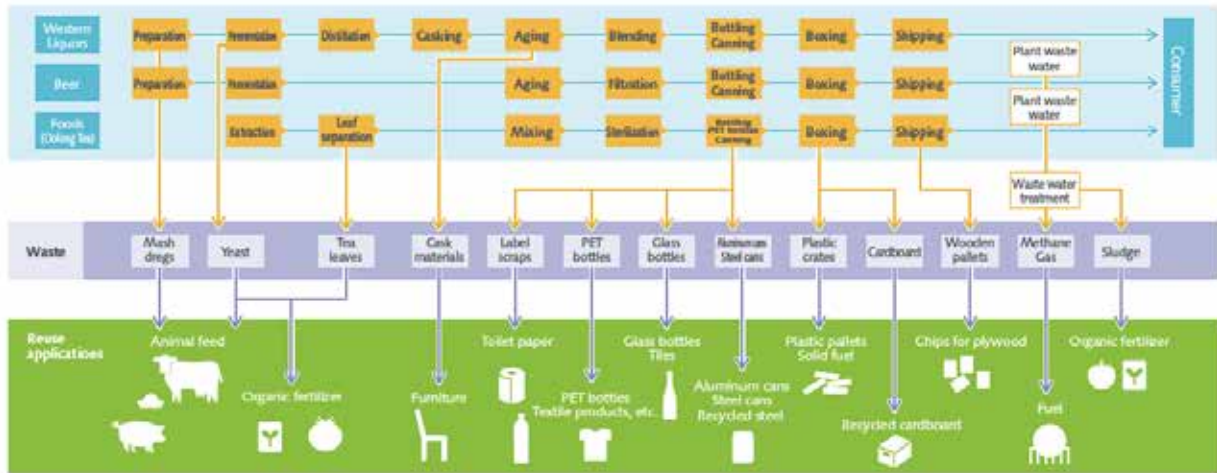 Western
Liquors
Preparation
Fermentation
Distillation
Casking
Aging
Blending
Bottling
Canning
Boxing
Shipping
Plant waste
water
Beer
Preparation
Fermentation
Aging
Filtration
Bottling
Canning
Boxing
Shipping
Plant waste
water
Foods
(Oolong Tea)
Extraction
Leaf
separation
Mixing
Sterilization
Bottling
PET bottles
Canning
Boxing
Shipping
Consumer
Waste water
treatment
Waste
Mash
dregs
Yeast
Tea
leaves
Cask
materials
Label
scraps
PET
bottles
Glass
bottles
Aluminum cans
Steel cans
Plastic
crates
Cardboard
Wooden
pallets
Methane
Gas
Sludge
Reuse
applications
Animal feed
Organic fertilizer
Furniture
Toilet paper
PET bottles
Textile products, etc.
Glass bottles
Tiles
Aluminum cans
Steel cans
Recycled steel
Plastic pallets
Solid fuel
Recycled cardboard
Chips for plywood
Fuel
Organic fertilizer